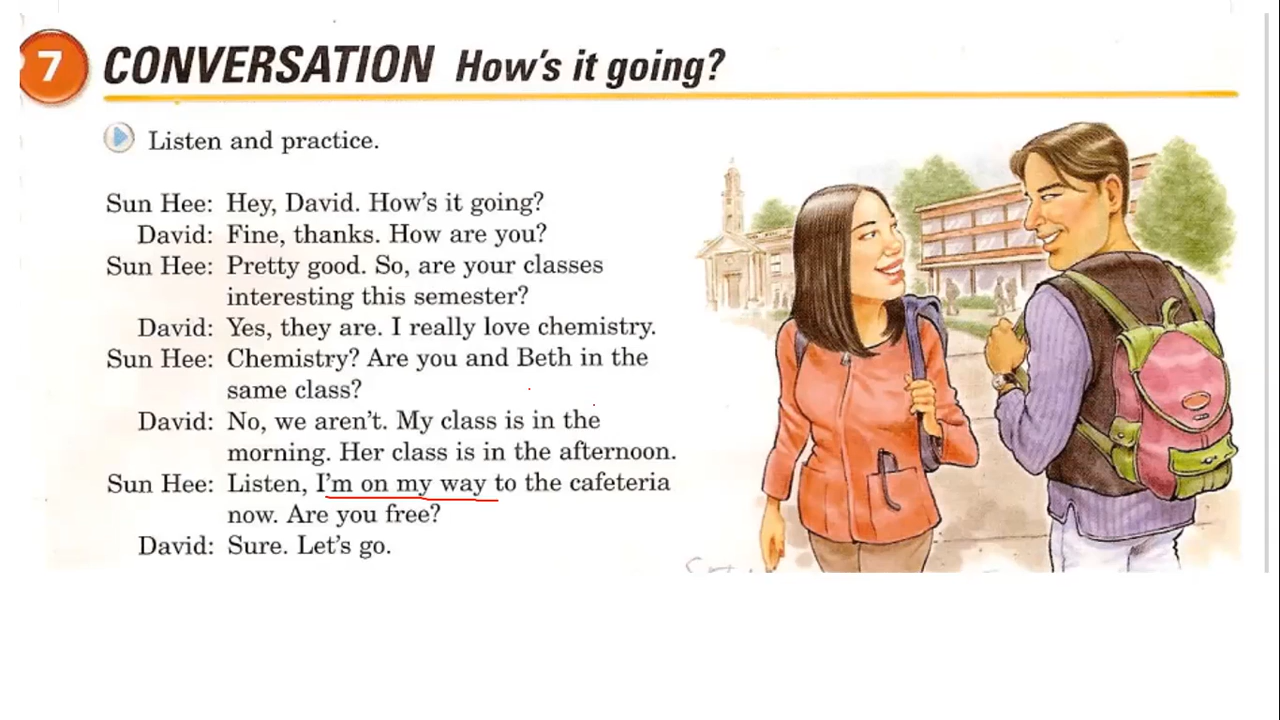 7 CONVERSATION How's it going?
Listen and practice.
Sun Hee: Hey, David. How's it going?
David: Fine, thanks. How are you?
Sun Hee: Pretty good. So, are your classes
interesting this semester?
David: Yes, they are. I really love chemistry.
Sun Hee: Chemistry? Are you and Beth in the
same class?
David: No, we aren't. My class is in the
morning. Her class is in the afternoon.
Sun Hee: Listen, I'm on my way to the cafeteria
now. Are you free?
David: Sure. Let's go.